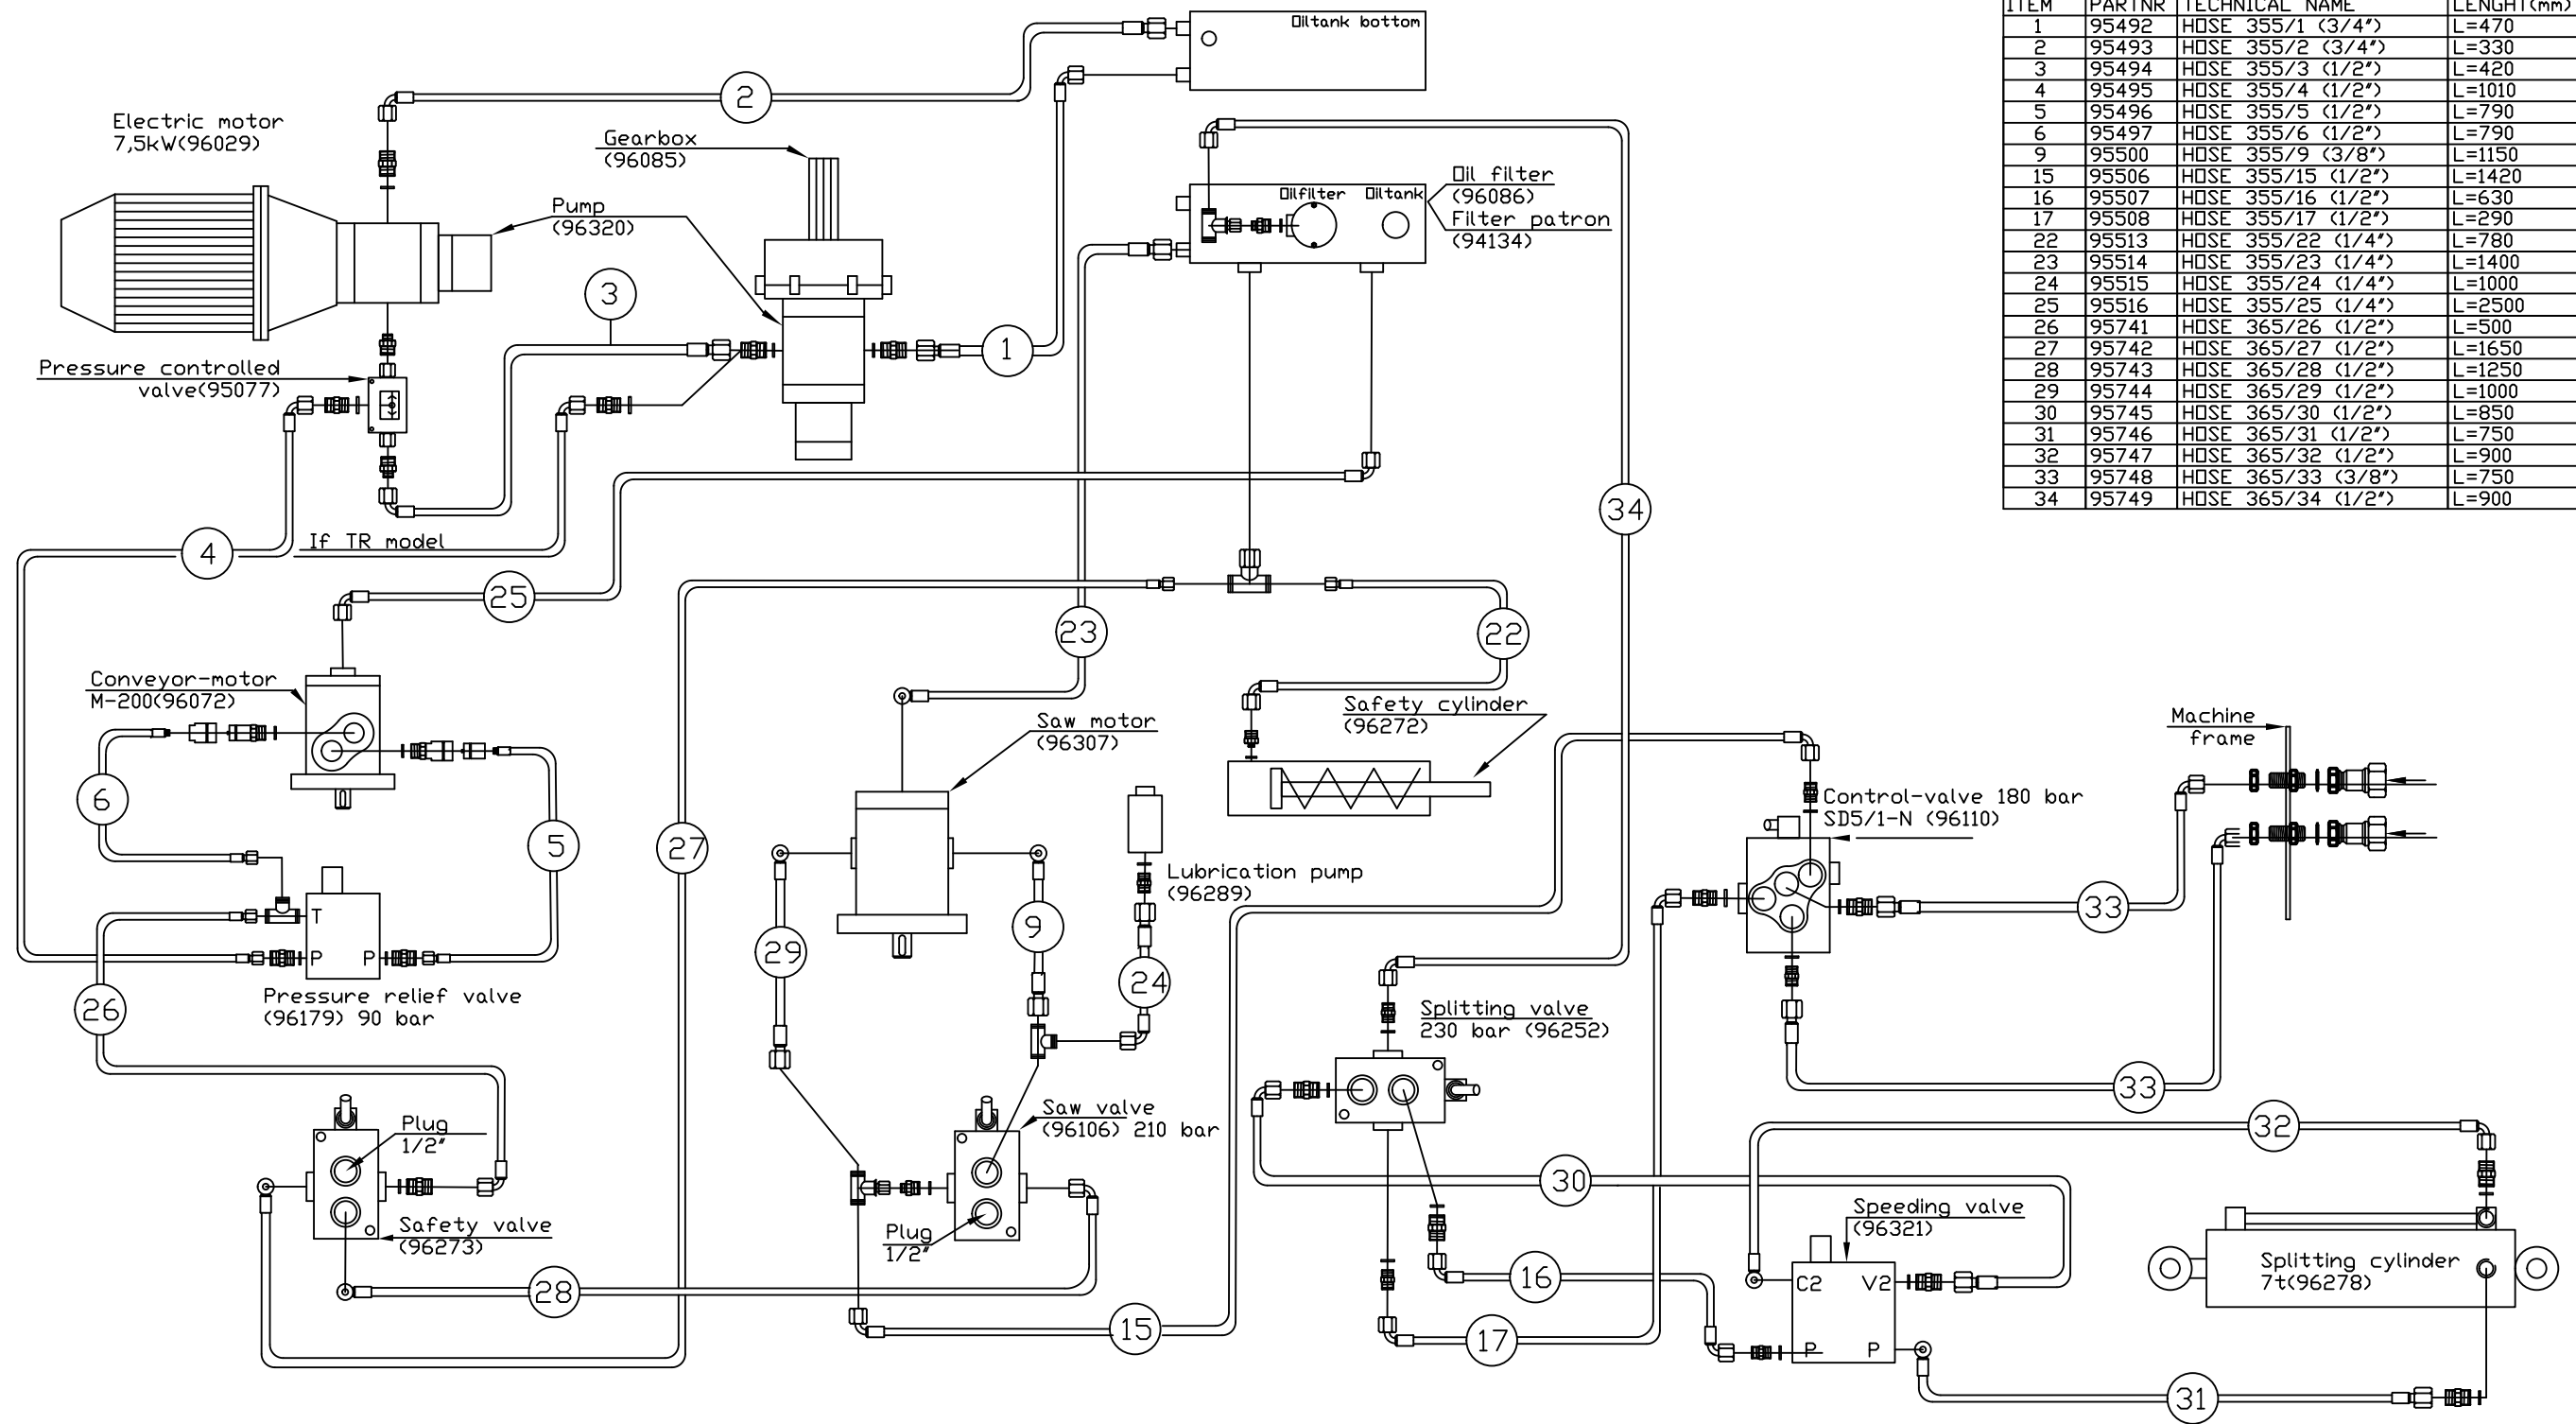 Oiltank bottom
ITEM PARTNR TECHNICAL NAME LENGHT(mm)
1 95492 HOSE 355/1 (3/4") L=470
2 95493 HOSE 355/2 (3/4") L=330
3 95494 HOSE 355/3 (1/2") L=420
4 95495 HOSE 355/4 (1/2") L=1010
5 95496 HOSE 355/5 (1/2") L=790
6 95497 HOSE 355/6 (1/2") L=790
9 95500 HOSE 355/9 (3/8") L=1150
15 95506 HOSE 355/15 (1/2") L=1420
16 95507 HOSE 355/16 (1/2") L=630
17 95508 HOSE 355/17 (1/2") L=290
22 95513 HOSE 355/22 (1/4") L=780
23 95514 HOSE 355/23 (1/4") L=1400
24 95515 HOSE 355/24 (1/4") L=1000
25 95516 HOSE 355/25 (1/4") L=2500
26 95741 HOSE 365/26 (1/2") L=500
27 95742 HOSE 365/27 (1/2") L=1650
28 95743 HOSE 365/28 (1/2") L=1250
29 95744 HOSE 365/29 (1/2") L=1000
30 95745 HOSE 365/30 (1/2") L=850
31 95746 HOSE 365/31 (1/2") L=750
32 95747 HOSE 365/32 (1/2") L=900
33 95748 HOSE 365/33 (3/8") L=750
34 95749 HOSE 365/34 (1/2") L=900
2
Electric motor
7,5kW(96029)
Gearbox
(96085)
Pump
(96320)
Oilfilter Oiltank
Oil filter
(96086)
Filter patron
(94134)
3
1
Pressure controlled
valve(95077)
34
4
If TR model
25
23
22
Conveyor-motor
M-200(96072)
Saw motor
(96307)
Safety cylinder
(96272)
Machine
frame
6
5
27
Control-valve 180 bar
SD5/1-N (96110)
Lubrication pump
(96289)
33
T
P P
29
9
24
26
Pressure relief valve
(96179) 90 bar
Splitting valve
230 bar (96252)
33
Plug
1/2"
Saw valve
(96106) 210 bar
32
30
Safety valve
(96273)
Plug
1/2"
Speeding valve
(96321)
28
15
16
17
C2 V2
P P
Splitting cylinder
7t(96278)
31